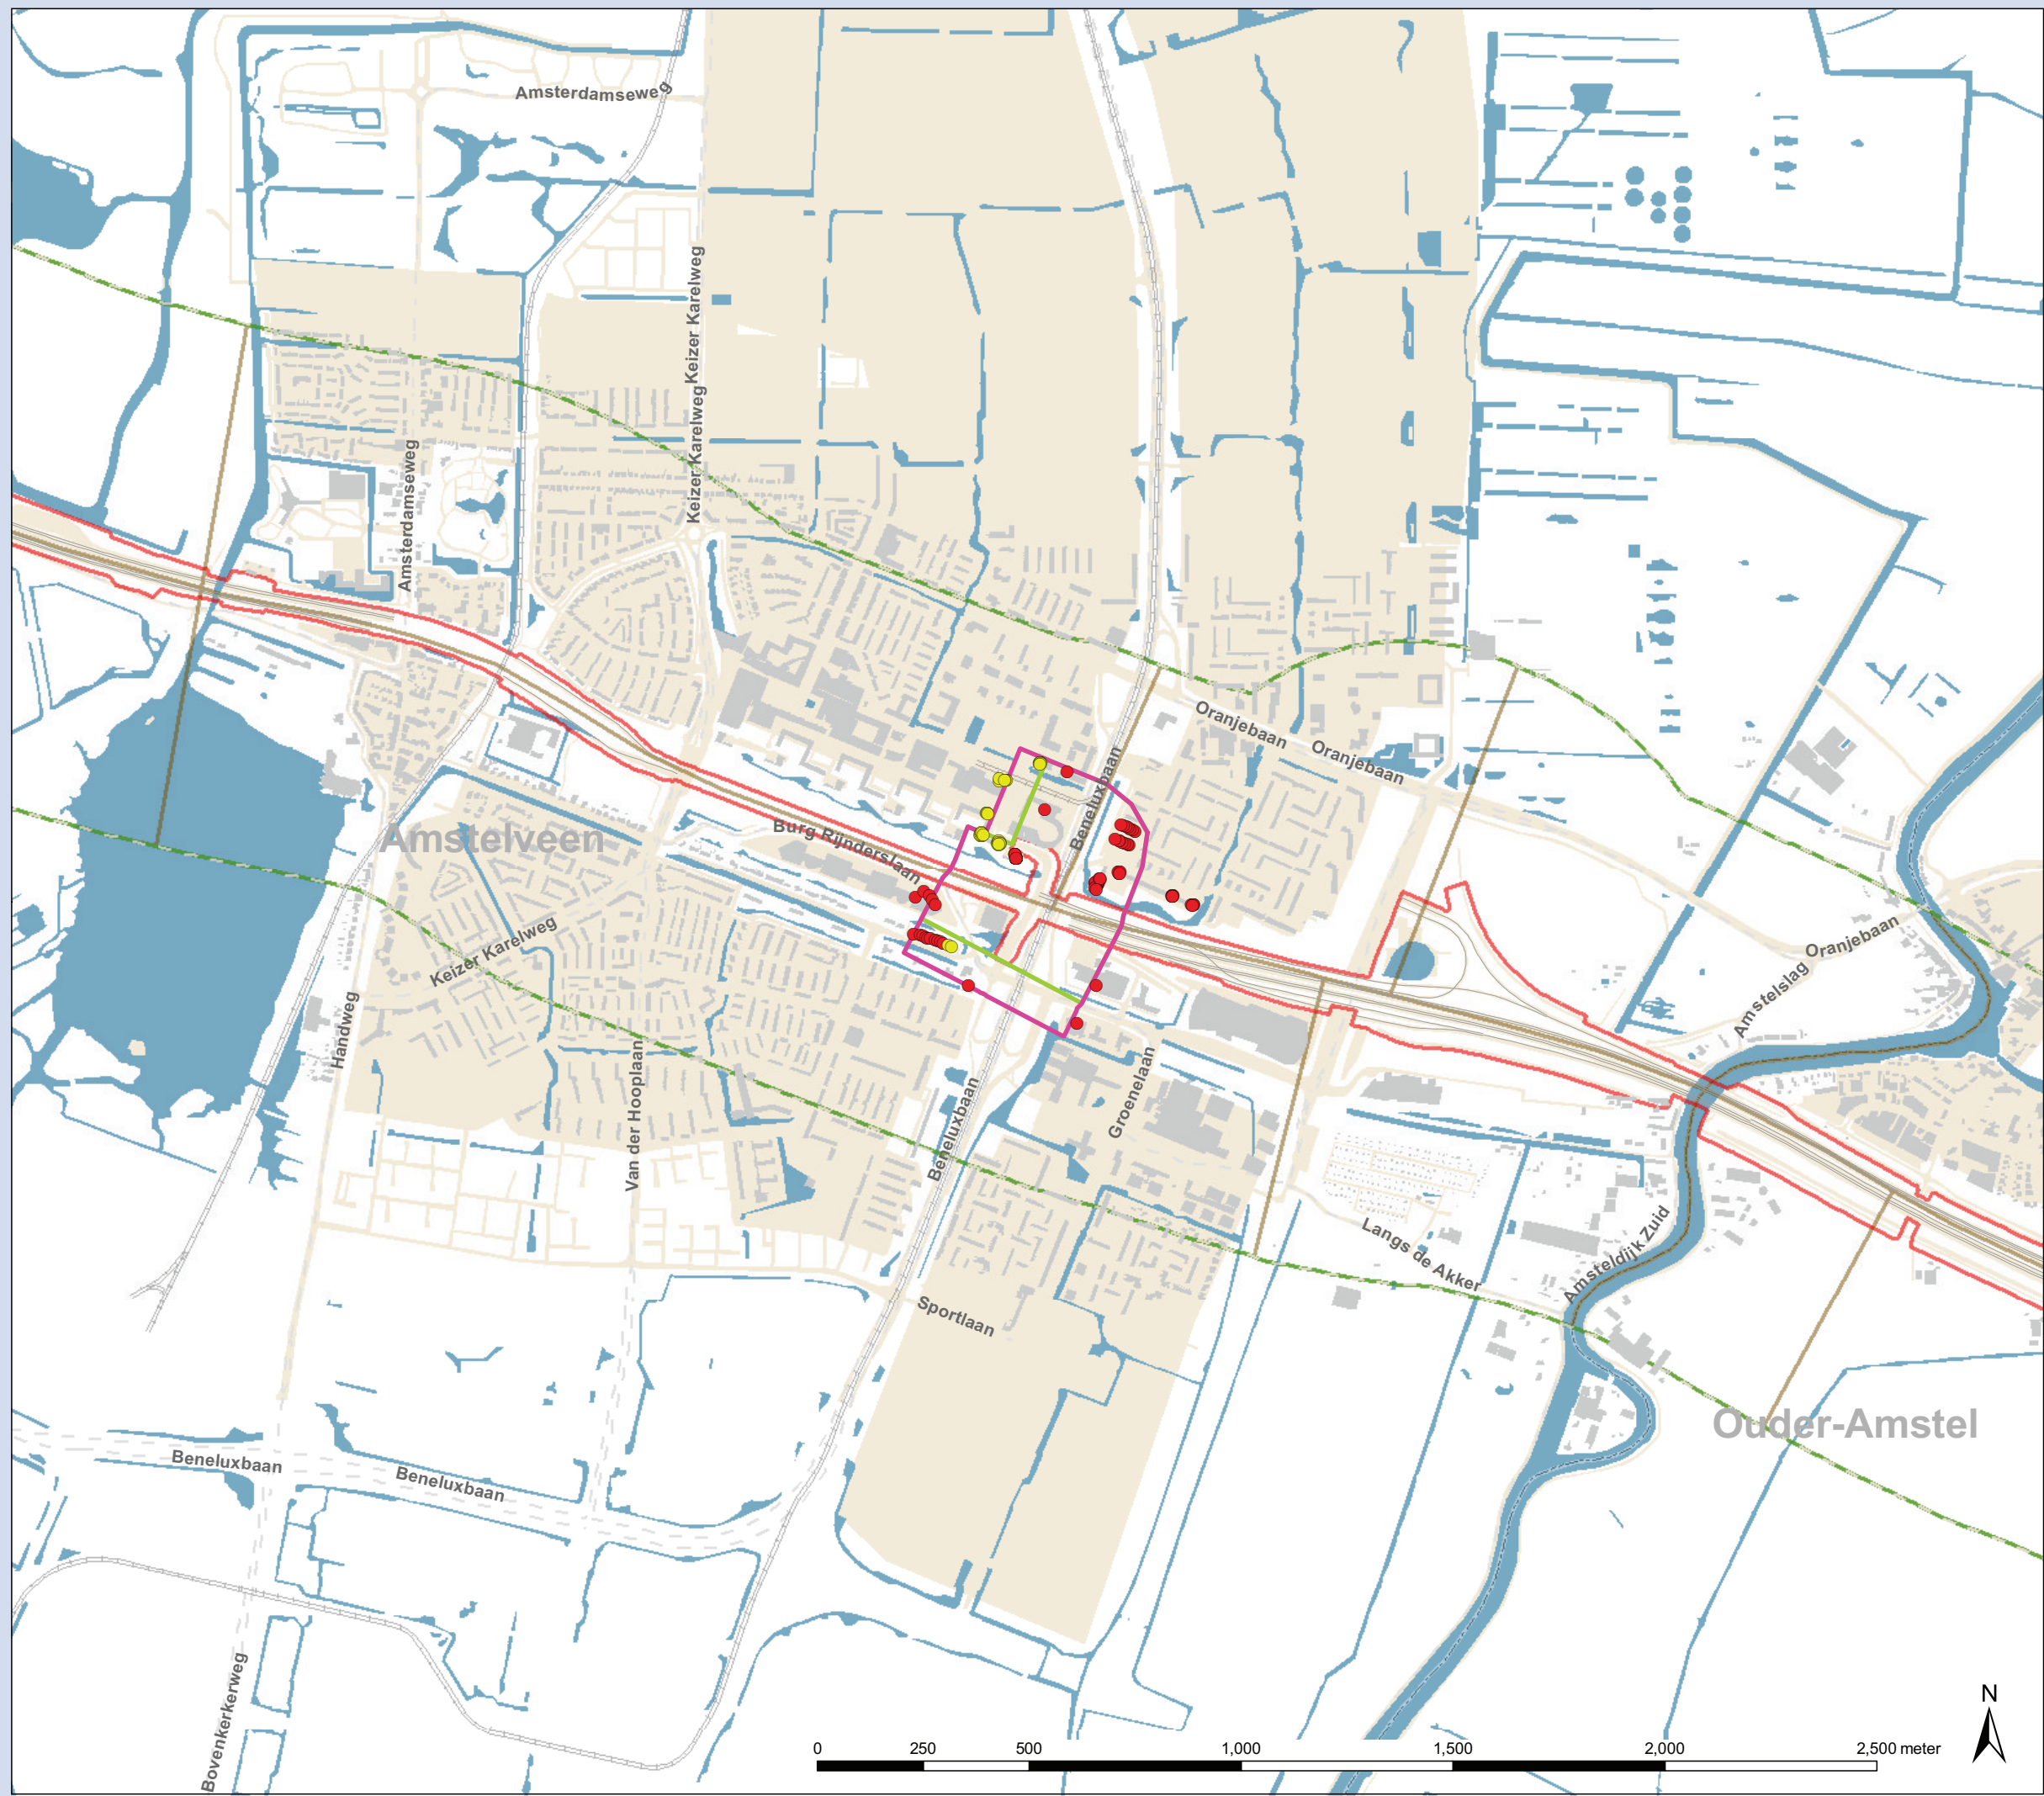 Amsterdamseweg
Keizer Karelweg
Keizer Karelweg
Amsterdamseweg
Oranjebaan
Oranjebaan
Beneluxbaan
Burg Rijnderslaan
Amstelveen
Keizer Karelweg
Oranjebaan
Amstelslag
Handweg
Van der Hooplaan
Groenelaan
Beneluxbaan
Langs de Akker
Amsteldijk Zuid
Sportlaan
Ouder-Amstel
Beneluxbaan
Beneluxbaan
Bovenkerkerweg
N
0 250 500 1,000 1,500 2,000 2,500 meter